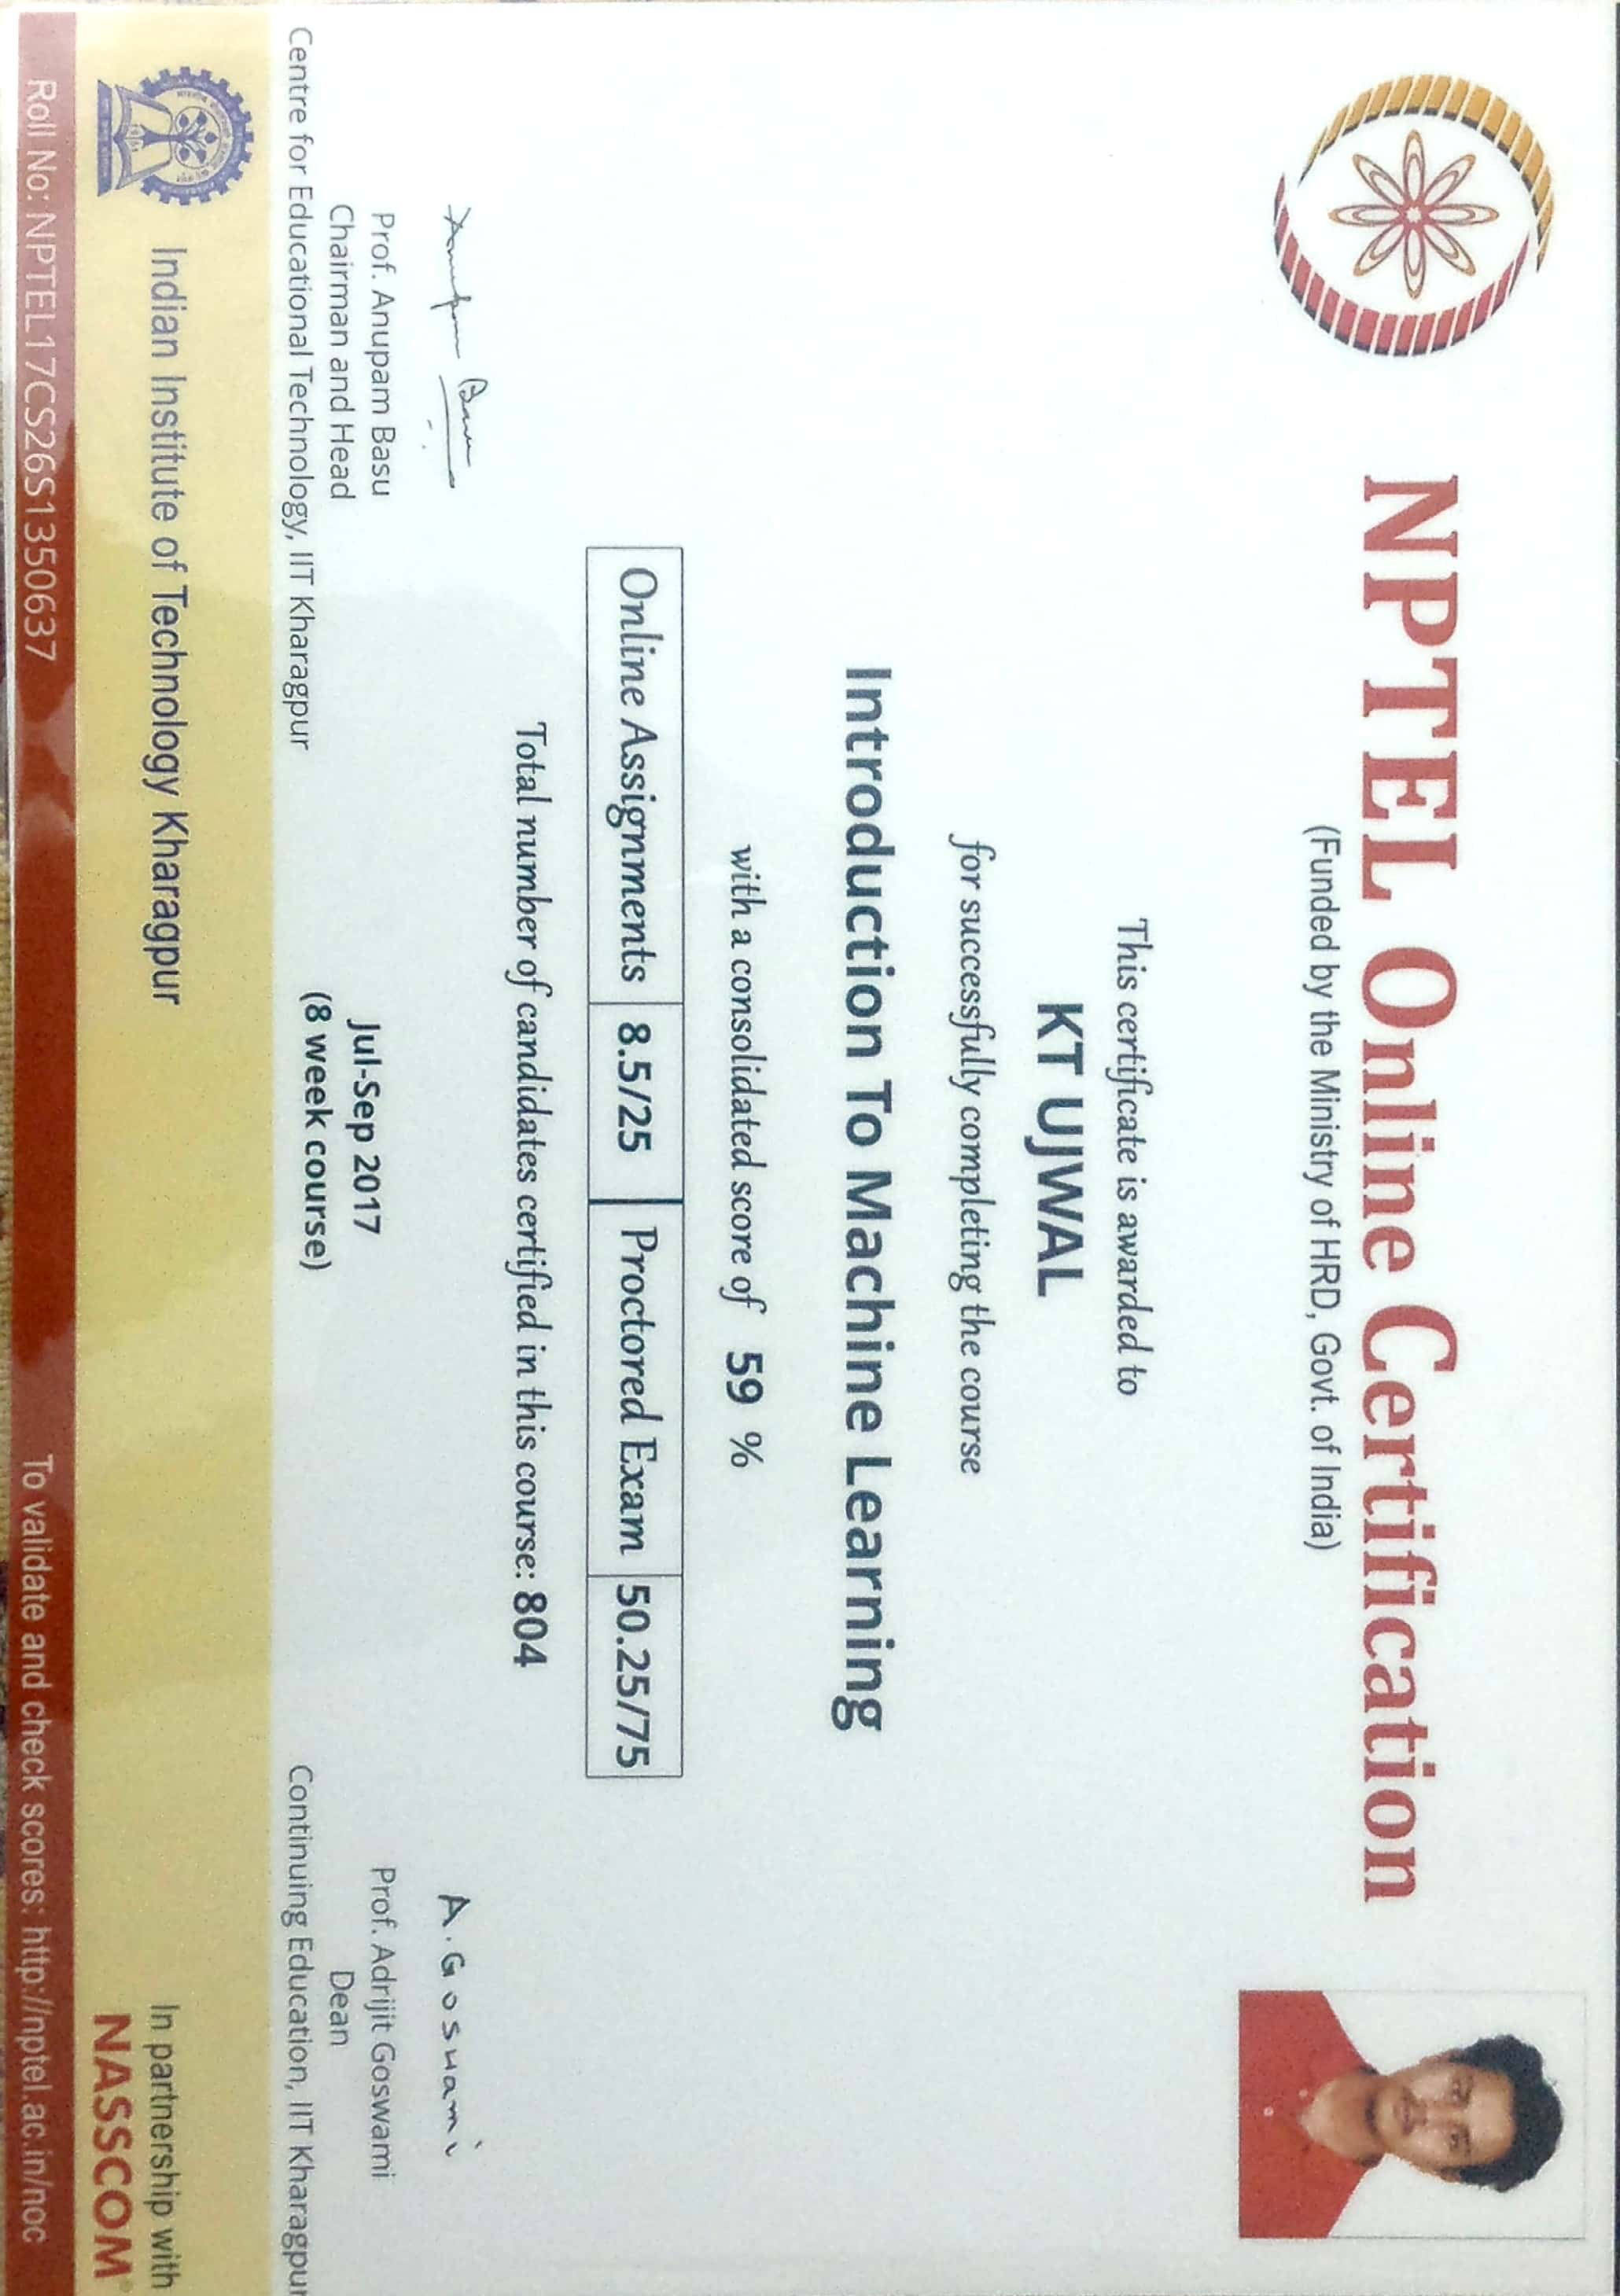 NPTEL Online Certification
(Funded by the Ministry of HRD, Govt. of India)
This certificate is awarded to
KT UJWAL
for successfully completing the course
Introduction To Machine Learning
with a consolidated score of 59 %
Online Assignments 8.5/25 Proctored Exam 50.25/75
Total number of candidates certified in this course: 804
A. Goswami
Prof. Anupam Basu
Chairman and Head
Centre for Educational Technology, IIT Kharagpur
Jul-Sep 2017
(8 week course)
Prof. Adrijit Goswami
Dean
Continuing Education, IIT Kharagpur
Indian Institute of Technology Kharagpur
In partnership with
NASSCOM®
Roll No: NPTEL17CS26S1350637
To validate and check scores: http://nptel.ac.in/noc